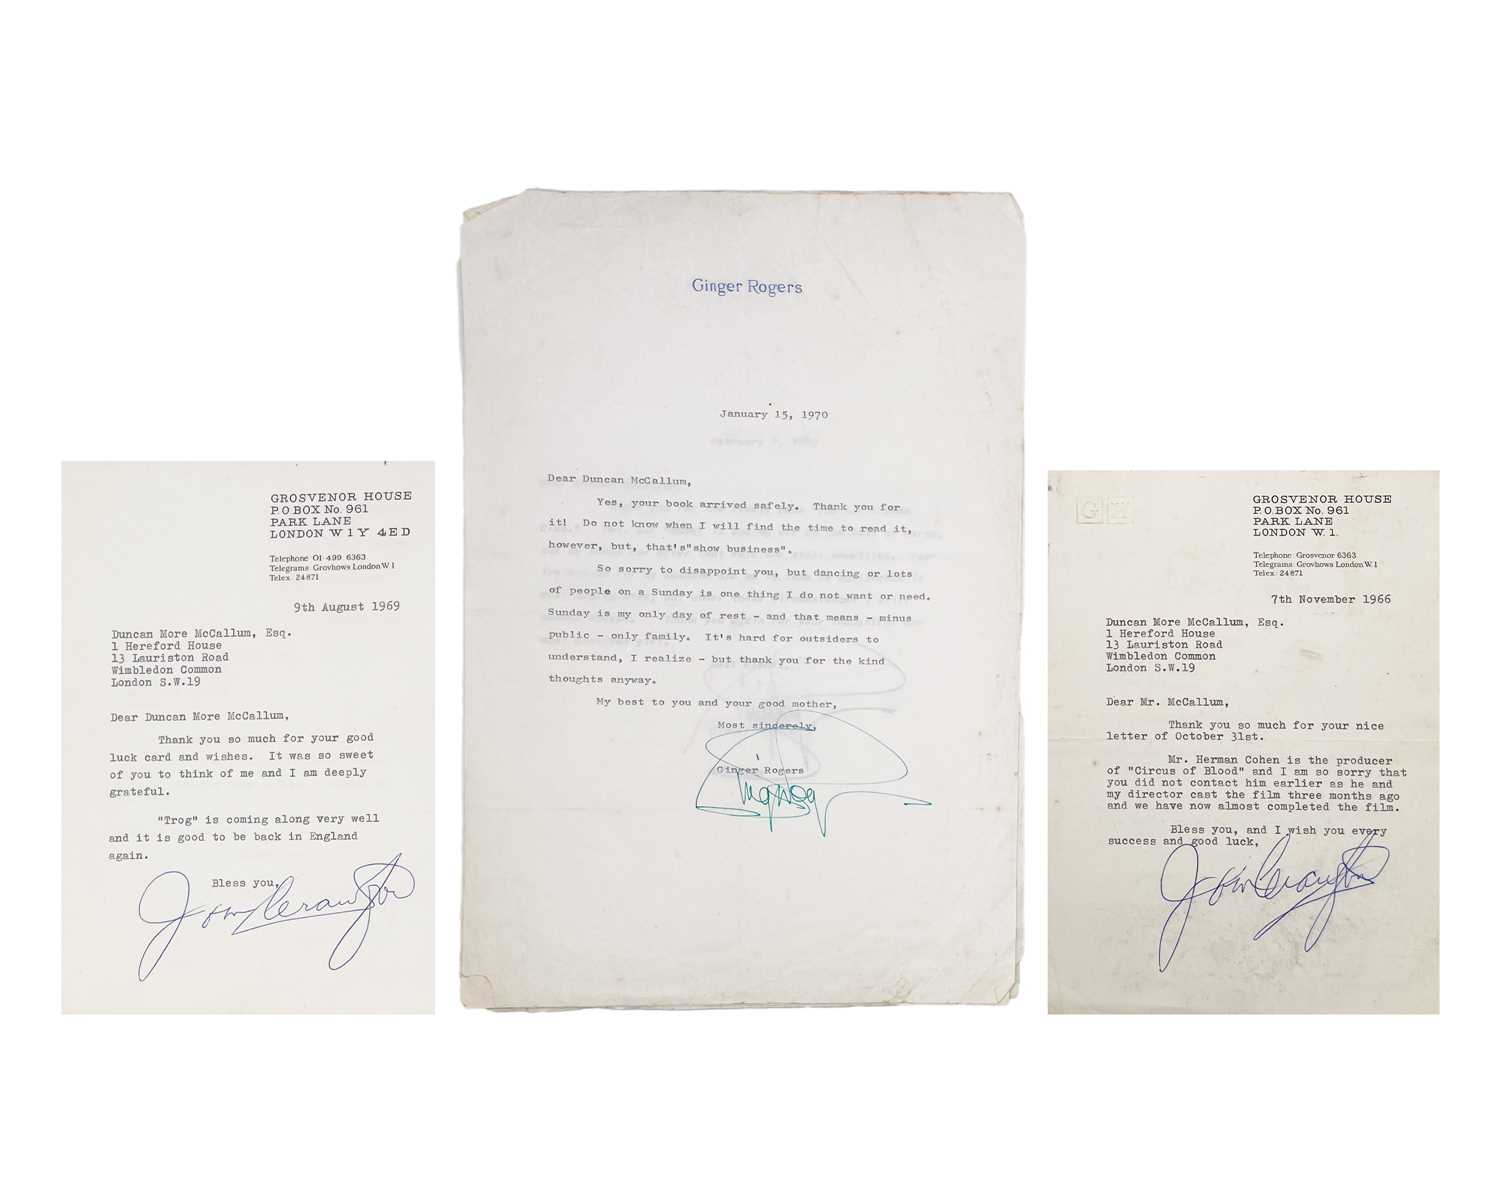 GROSVENOR HOUSE
P.O.BOX No. 961
PARK LANE
LONDON W1Y 4ED
Telephone 01-499 6363
Telegrams Grovhows London W1
Telex 24871
9th August 1969
Duncan More McCallum, Esq.
1 Hereford House
13 Lauriston Road
Wimbledon Common
London S.W.19
Dear Duncan More McCallum,
Thank you so much for your good
luck card and wishes. It was so sweet
of you to think of me and I am deeply
grateful.
"Trog" is coming along very well
and it is good to be back in England
again.
Bless you,
Joan Crawford
Ginger Rogers
January 15, 1970
Dear Duncan McCallum,
Yes, your book arrived safely. Thank you for
it! Do not know when I will find the time to read it,
however, but, that's"show business".
So sorry to disappoint you, but dancing or lots
of people on a Sunday is one thing I do not want or need.
Sunday is my only day of rest - and that means - minus
public - only family. It's hard for outsiders to
understand, I realize - but thank you for the kind
thoughts anyway.
My best to you and your good mother,
Most sincerely,
Ginger Rogers
GH
GROSVENOR HOUSE
P.O.BOX No. 961
PARK LANE
LONDON W.1.
Telephone: Grosvenor 6363
Telegrams: Grovhows London W.1
Telex: 24871
7th November 1966
Duncan More McCallum, Esq.
1 Hereford House
13 Lauriston Road
Wimbledon Common
London S.W.19
Dear Mr. McCallum,
Thank you so much for your nice
letter of October 31st.
Mr. Herman Cohen is the producer
of "Circus of Blood" and I am so sorry that
you did not contact him earlier as he and
my director cast the film three months ago
and we have now almost completed the film.
Bless you, and I wish you every
success and good luck,
Joan Crawford